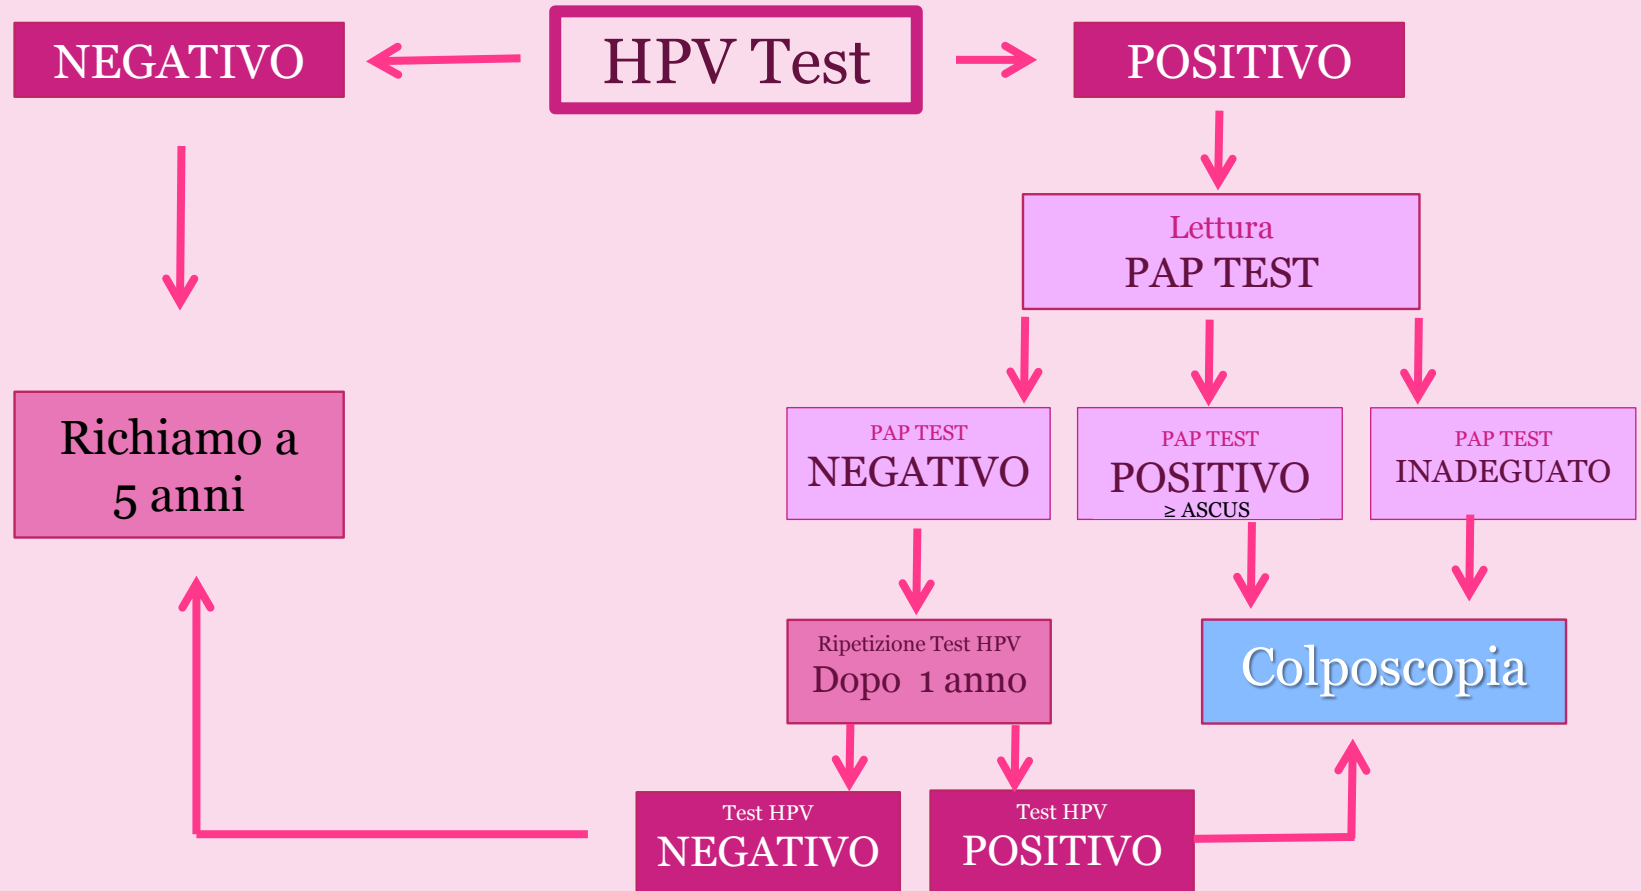 NEGATIVO
HPV Test
POSITIVO
Lettura
PAP TEST
Richiamo a
5 anni
PAP TEST
NEGATIVO
PAP TEST
POSITIVO
≥ ASCUS
PAP TEST
INADEGUATO
Ripetizione Test HPV
Dopo 1 anno
Colposcopia
Test HPV
NEGATIVO
Test HPV
POSITIVO